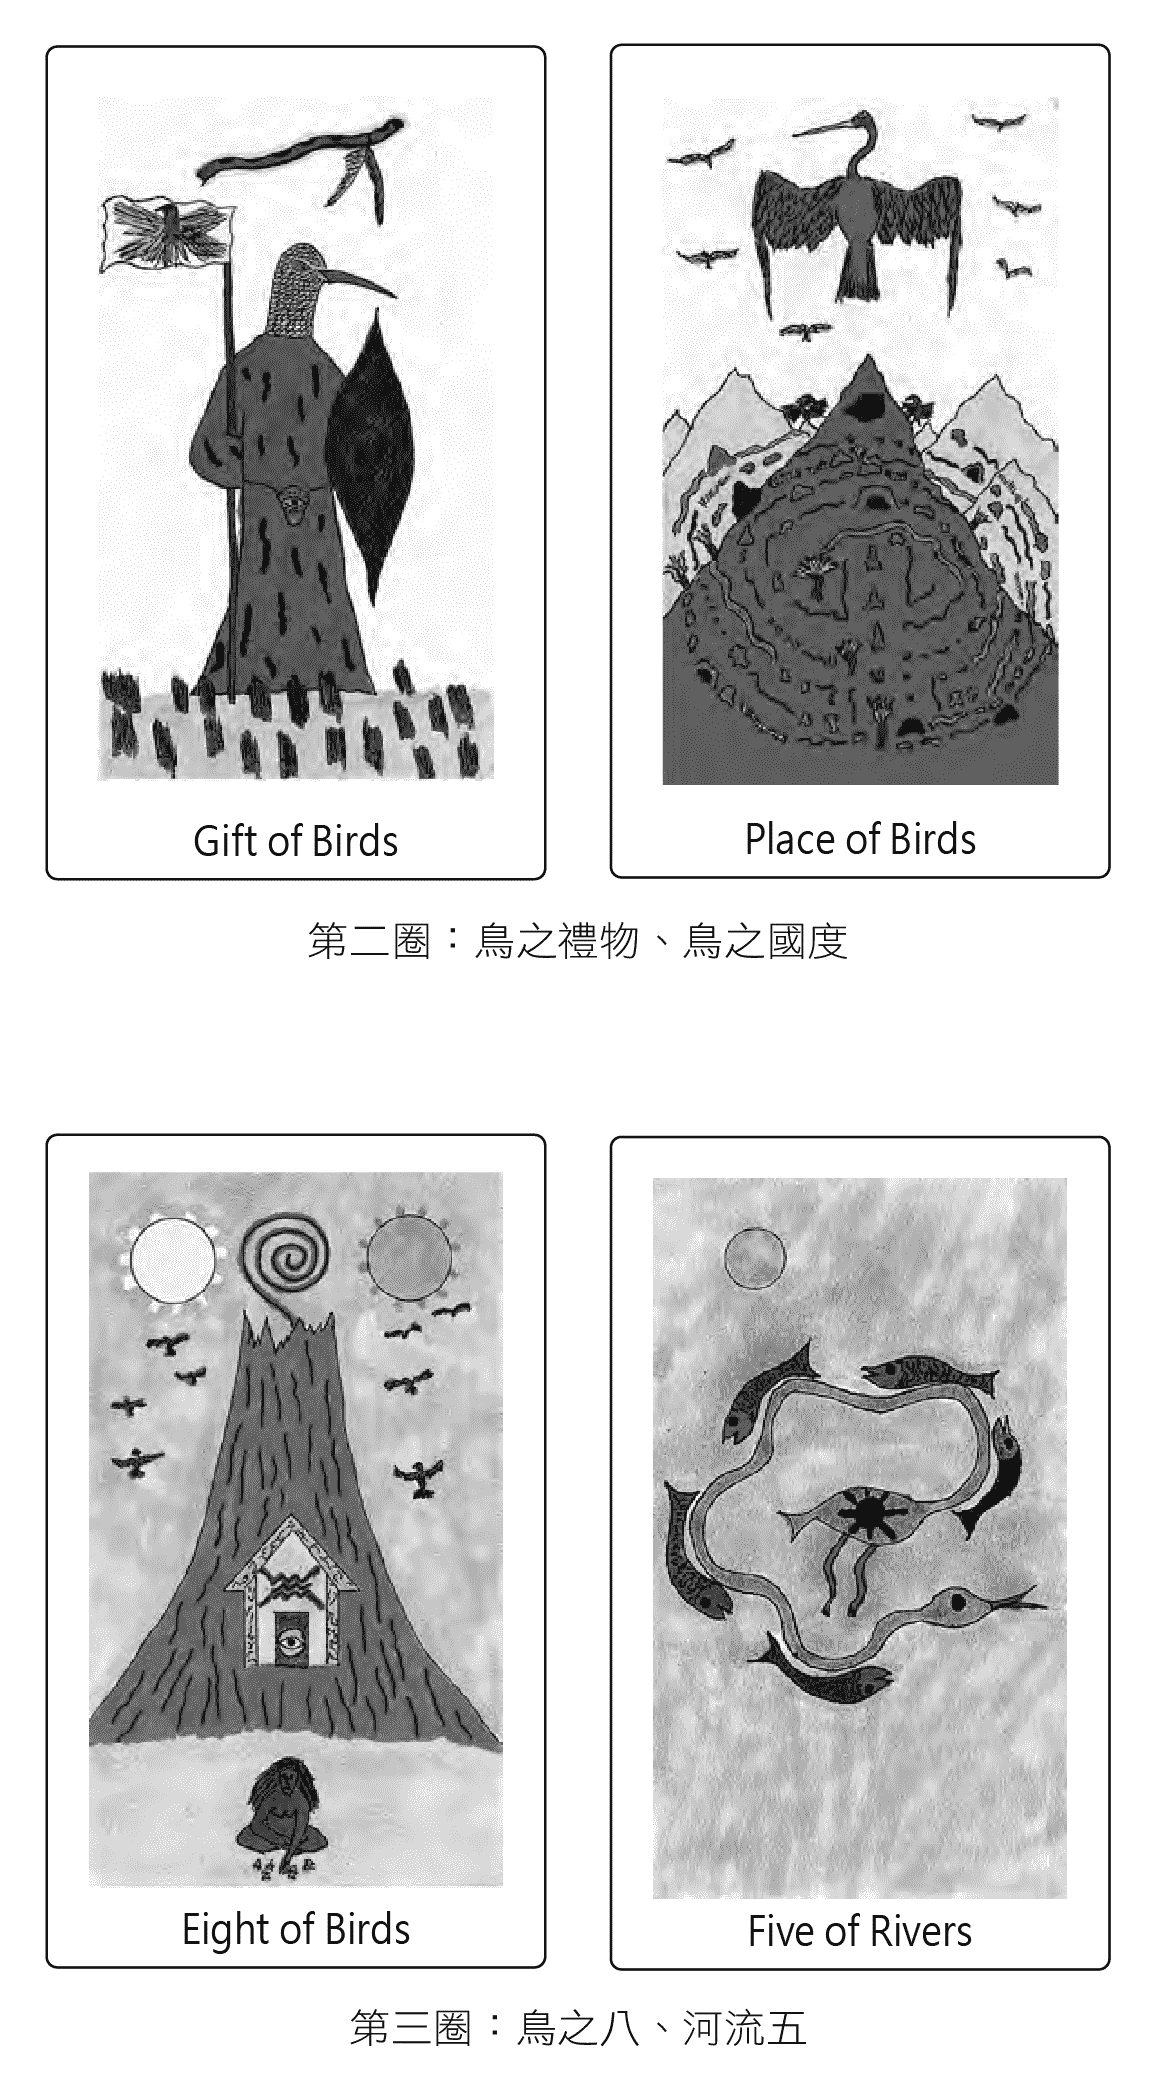 Gift of Birds
Place of Birds
第二圈：鳥之禮物、鳥之國度
Eight of Birds
Five of Rivers
第三圈：鳥之八、河流五